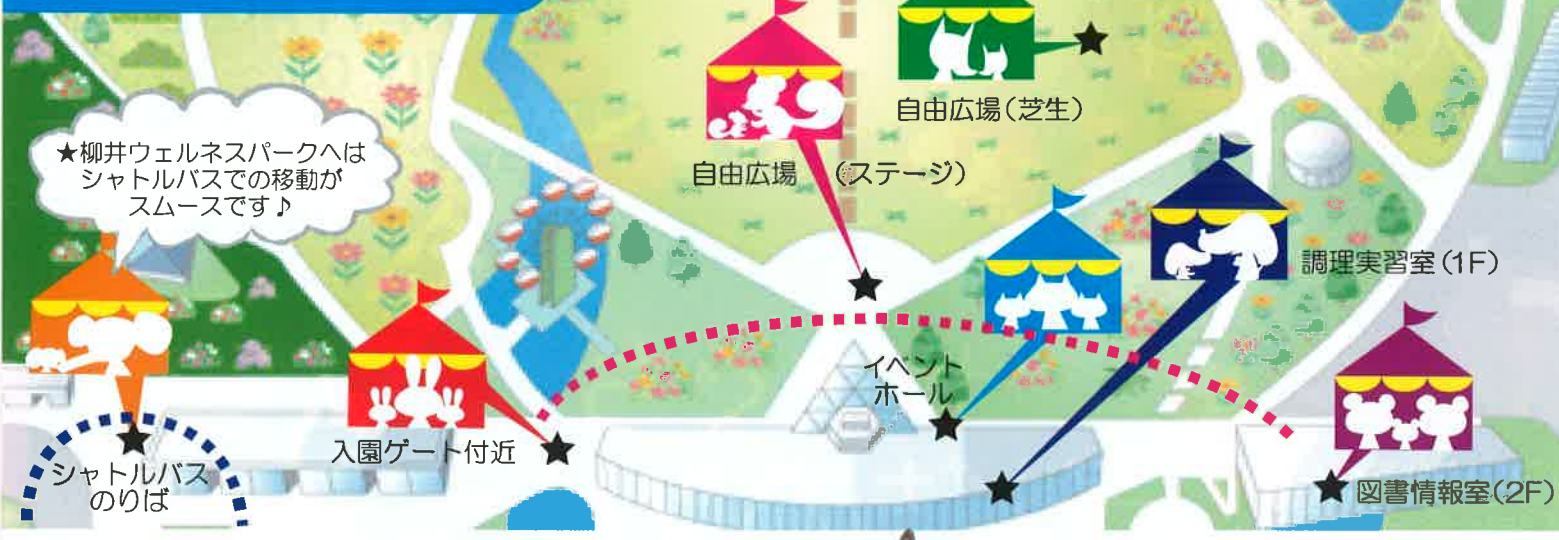 自由広場(芝生)
★柳井ウェルネスパークへは
シャトルバスでの移動が
スムースです♪
自由広場 (ステージ)
調理実習室(1F)
イベント
ホール
入園ゲート付近
シャトルバス
のりば
図書情報室(2F)